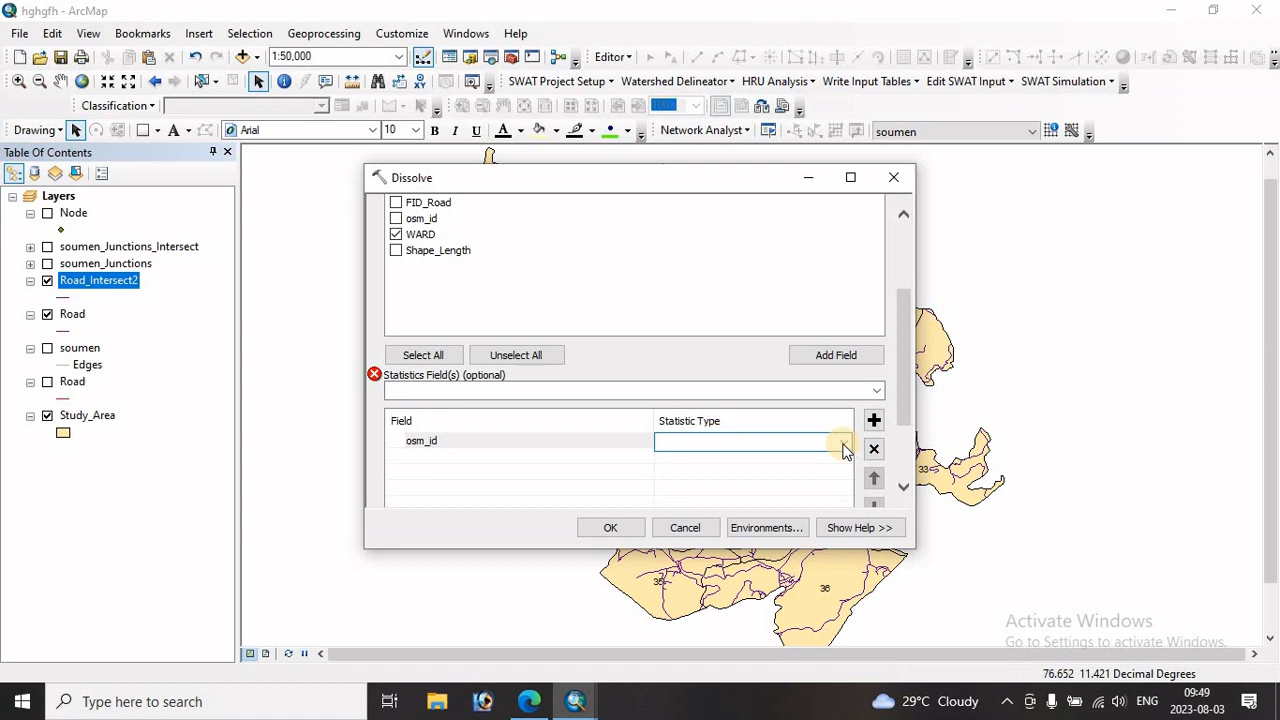 hghgfh - ArcMap
File Edit View Bookmarks Insert Selection Geoprocessing Customize Windows Help
1:50,000 Editor
SWAT Project Setup Watershed Delineator HRU Analysis Write Input Tables Edit SWAT Input SWAT Simulation
Classification
Drawing A Arial 10 B I U A Network Analyst soumen
Table Of Contents
Layers
Node
soumen_Junctions_Intersect
soumen_Junctions
Road_Intersect2
Road
soumen
Edges
Road
Study_Area
Dissolve
FID_Road
osm_id
WARD
Shape_Length
Select All Unselect All Add Field
Statistics Field(s) (optional)
Field Statistic Type
osm_id
OK Cancel Environments... Show Help >>
33
36
Activate Windows
Go to Settings to activate Windows.
76.652 11.421 Decimal Degrees
Type here to search
29°C Cloudy
ENG
09:49
2023-08-03